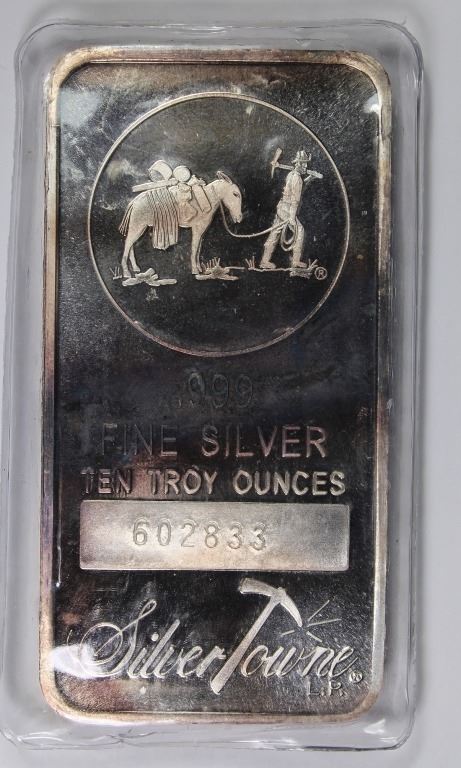 ®
.999
FINE SILVER
TEN TROY OUNCES
602833
SilverTowne®
L.P.